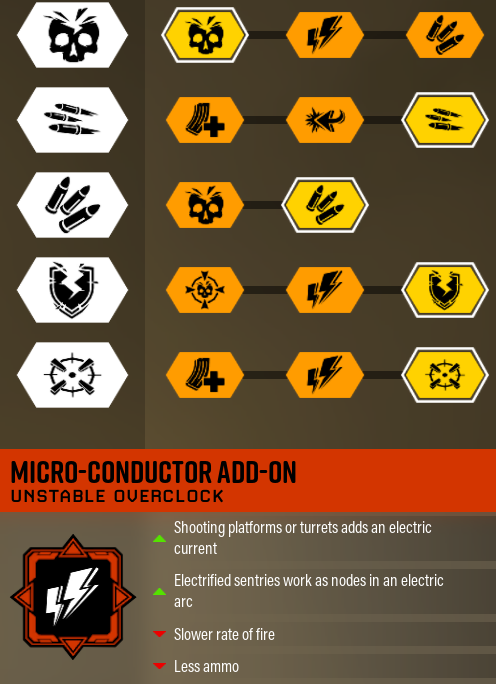 MICRO-CONDUCTOR ADD-ON
UNSTABLE OVERCLOCK
Shooting platforms or turrets adds an electric
current
Electrified sentries work as nodes in an electric
arc
Slower rate of fire
Less ammo